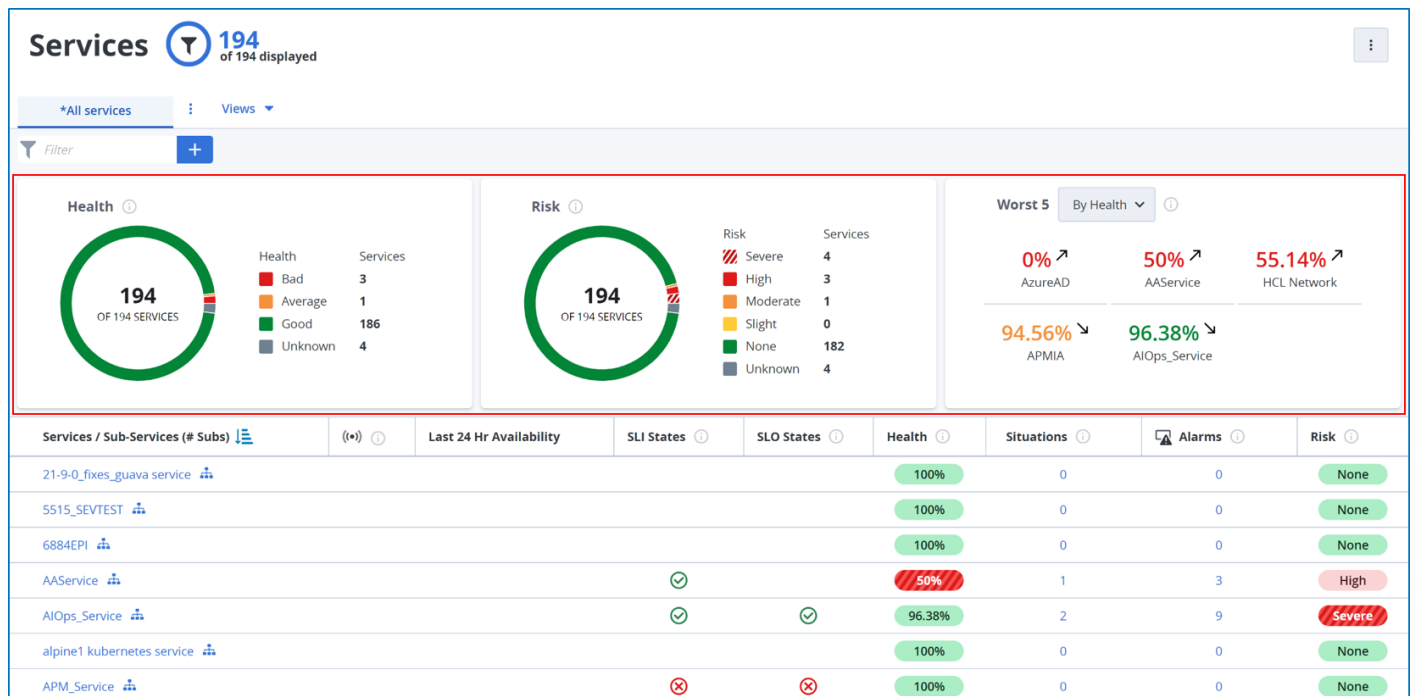 Services
194
of 194 displayed
*All services
Views
Filter
+
Health
194
OF 194 SERVICES
Health Services
Bad 3
Average 1
Good 186
Unknown 4
Risk
194
OF 194 SERVICES
Risk Services
Severe 4
High 3
Moderate 1
Slight 0
None 182
Unknown 4
Worst 5 By Health
0% 50% 55.14%
AzureAD AAService HCL Network
94.56% 96.38%
APMIA AIOps_Service
Services / Sub-Services (# Subs) Last 24 Hr Availability SLI States SLO States Health Situations Alarms Risk
21-9-0_fixes_guava service 100% 0 0 None
5515_SEVTEST 100% 0 0 None
6884EPI 100% 0 0 None
AAService 50% 1 3 High
AIOps_Service 96.38% 2 9 Severe
alpine1 kubernetes service 100% 0 0 None
APM_Service 100% 0 0 None